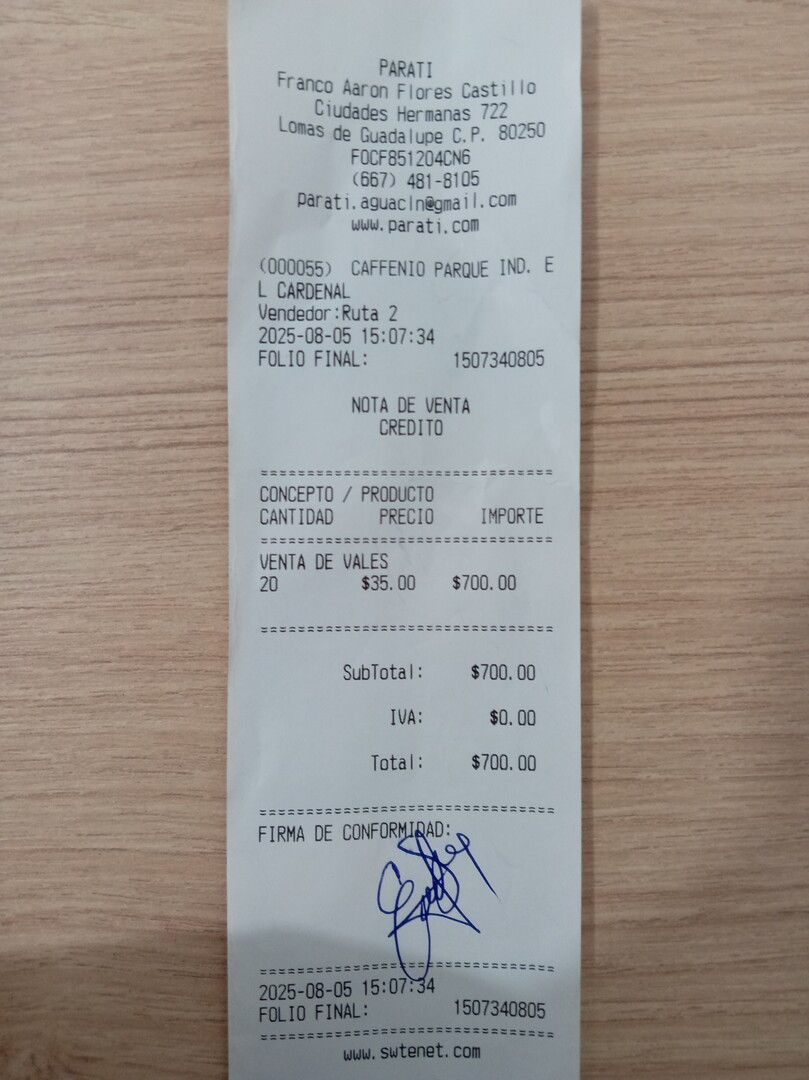 PARATI
Franco Aaron Flores Castillo
Ciudades Hermanas 722
Lomas de Guadalupe C.P. 80250
FOCF851204CN6
(667) 481-8105
parati.aguacln@gmail.com
www.parati.com
(000055) CAFFENIO PARQUE IND. E
L CARDENAL
Vendedor:Ruta 2
2025-08-05 15:07:34
FOLIO FINAL: 1507340805
NOTA DE VENTA
CREDITO
================================
CONCEPTO / PRODUCTO
CANTIDAD PRECIO IMPORTE
================================
VENTA DE VALES
20 $35.00 $700.00
================================
SubTotal: $700.00
IVA: $0.00
Total: $700.00
================================
FIRMA DE CONFORMIDAD:
================================
2025-08-05 15:07:34
FOLIO FINAL: 1507340805
================================
www.swtenet.com